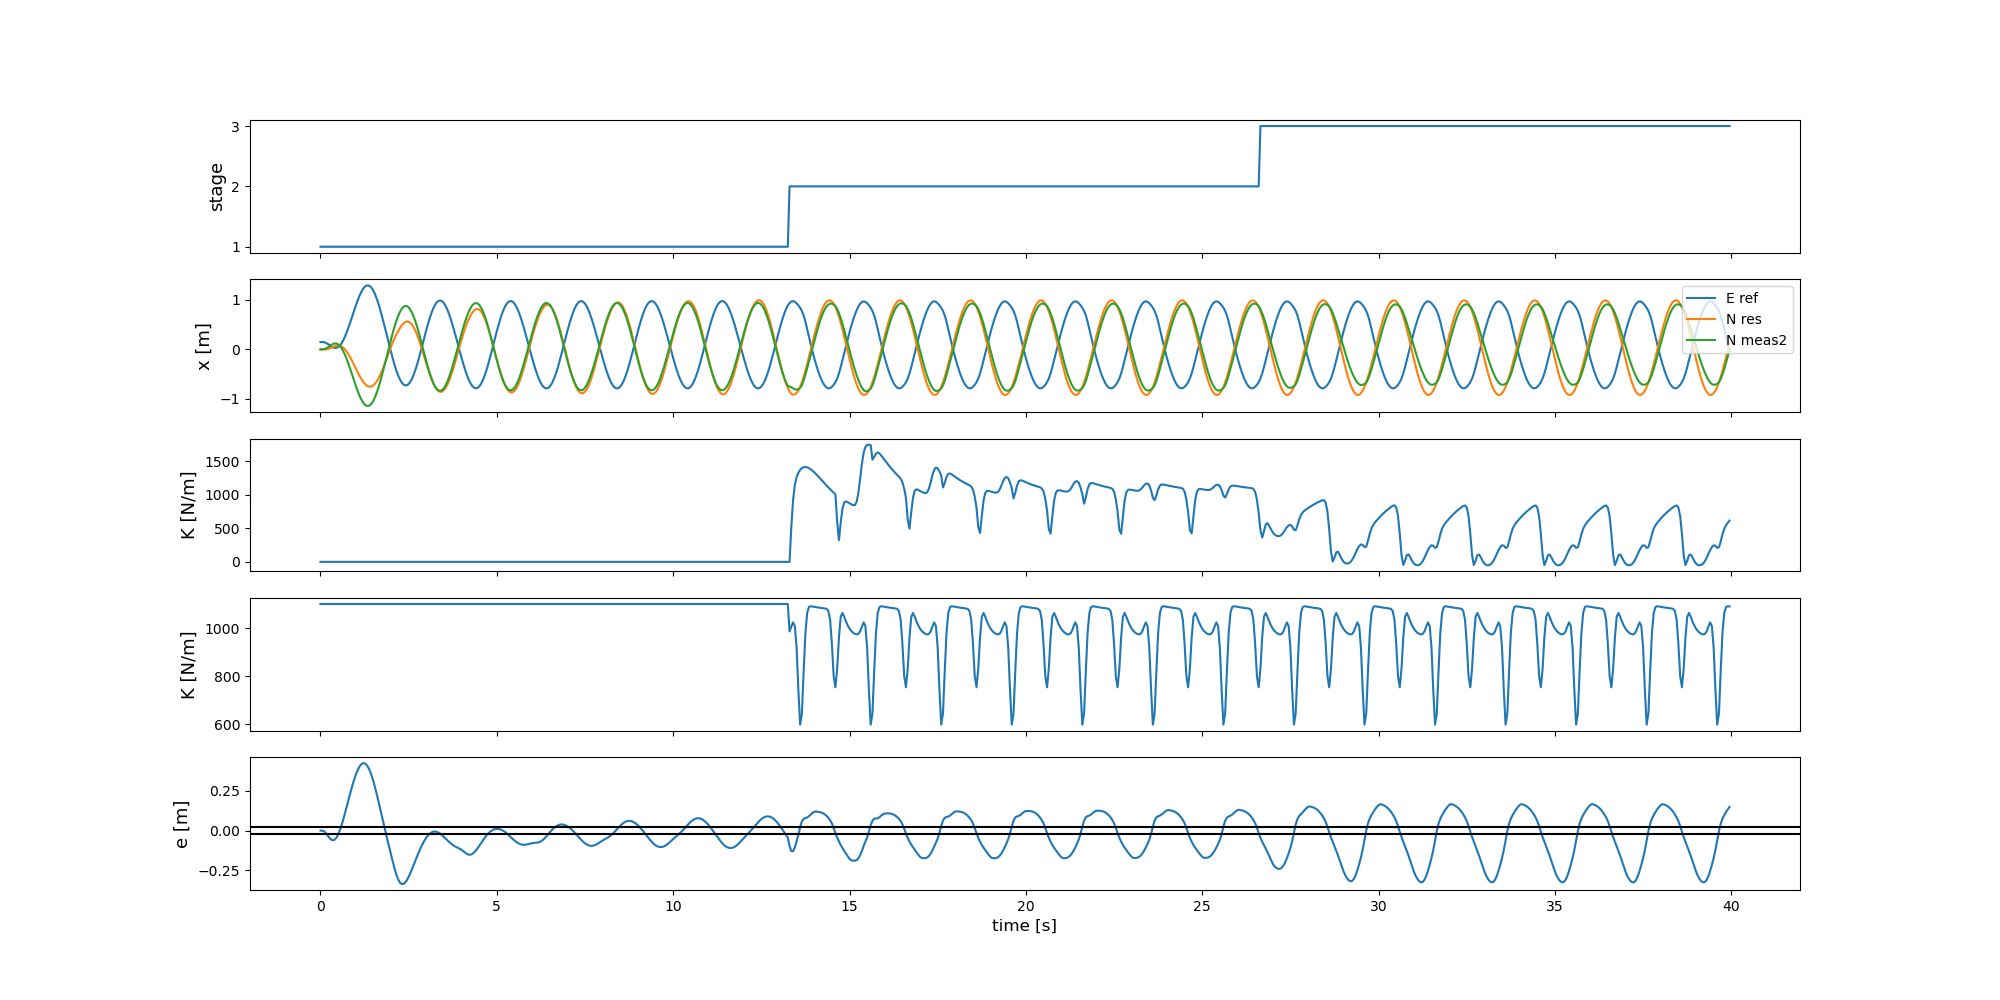 3
2
1
stage
1
0
−1
x [m]
E ref
N res
N meas2
1500
1000
500
0
K [N/m]
1000
800
600
K [N/m]
0.25
0.00
−0.25
e [m]
0 5 10 15 20 25 30 35 40
time [s]